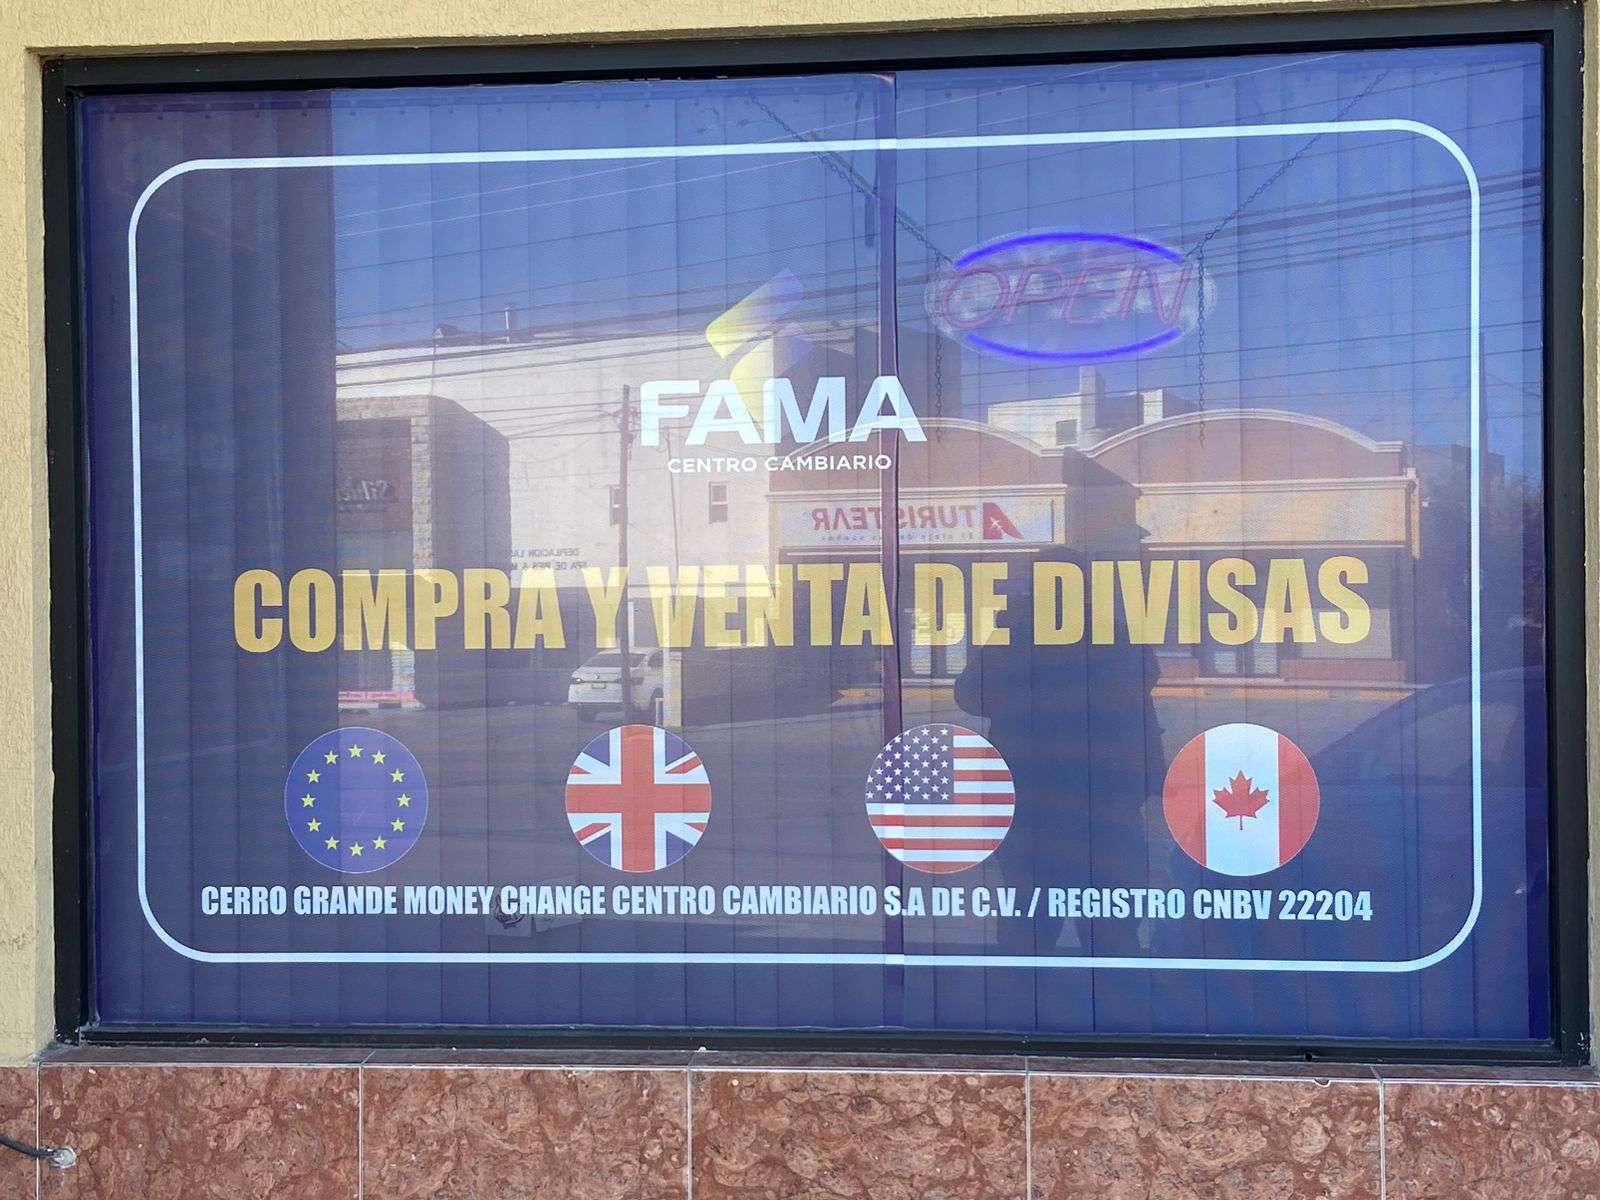 OPEN
FAMA
CENTRO CAMBIARIO
TURISTEAR
COMPRA Y VENTA DE DIVISAS
CERRO GRANDE MONEY CHANGE CENTRO CAMBIARIO S.A DE C.V. / REGISTRO CNBV 22204